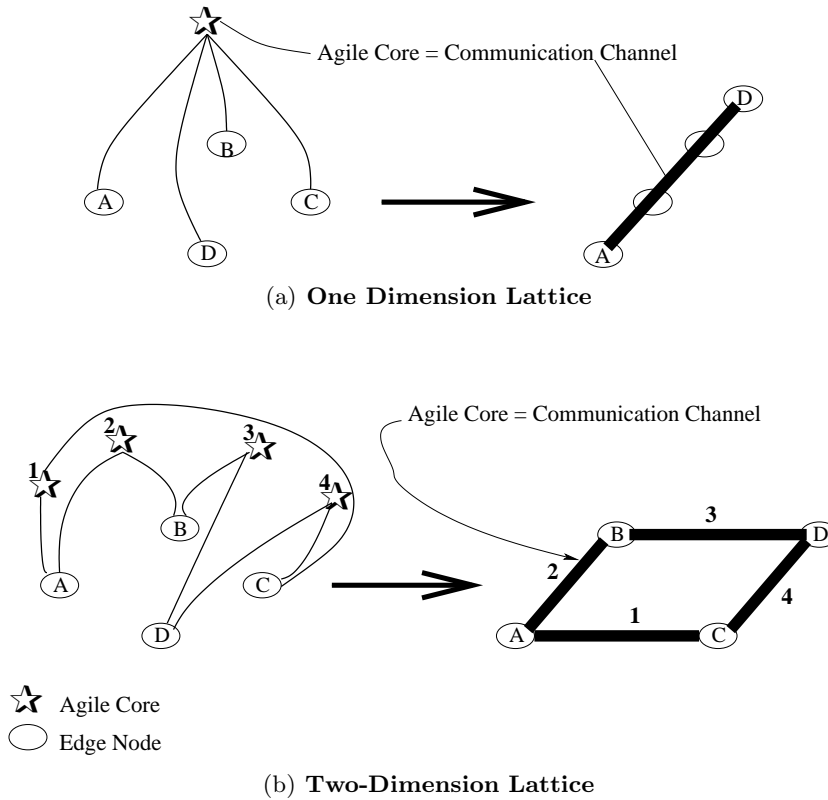 Agile Core = Communication Channel
D
B
A
C
D
A
(a) One Dimension Lattice
Agile Core = Communication Channel
2
3
1
4
B
A
C
D
B
3
D
2
4
1
A
C
Agile Core
Edge Node
(b) Two-Dimension Lattice